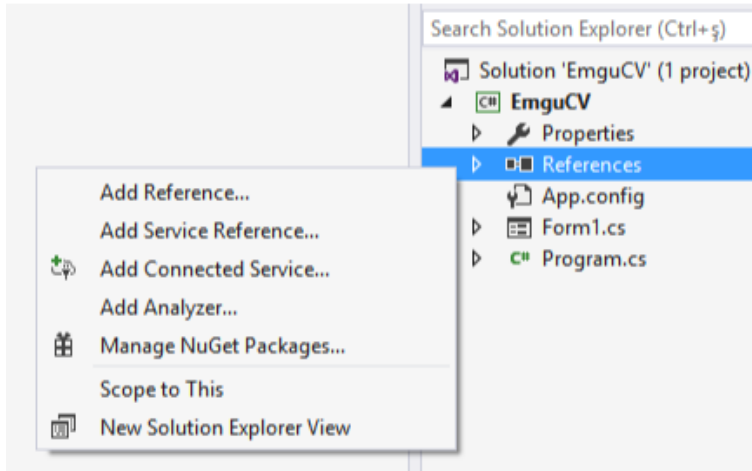 Search Solution Explorer (Ctrl+ş)
Solution 'EmguCV' (1 project)
C# EmguCV
Properties
References
App.config
Form1.cs
C# Program.cs
Add Reference...
Add Service Reference...
Add Connected Service...
Add Analyzer...
Manage NuGet Packages...
Scope to This
New Solution Explorer View